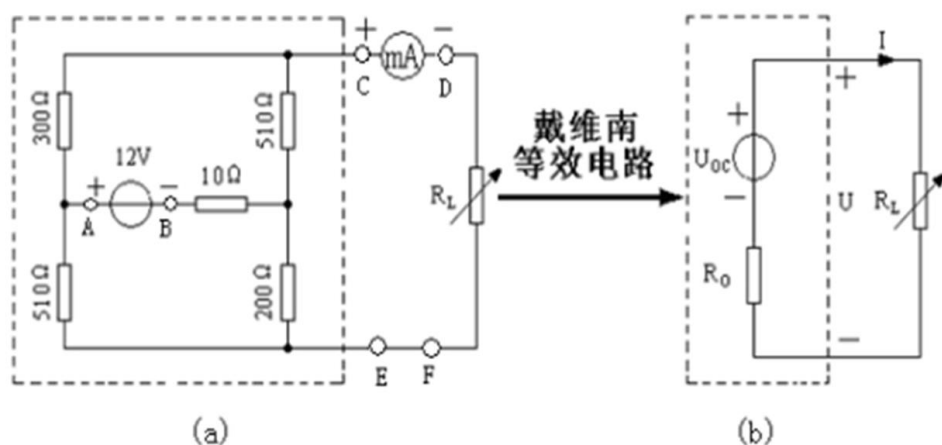 300Ω
510Ω
12V
+
−
10Ω
A
B
510Ω
200Ω
+
−
mA
C
D
R_L
E
F
(a)
戴维南
等效电路
I
+
+
U_OC
−
U
R_L
R_O
−
(b)